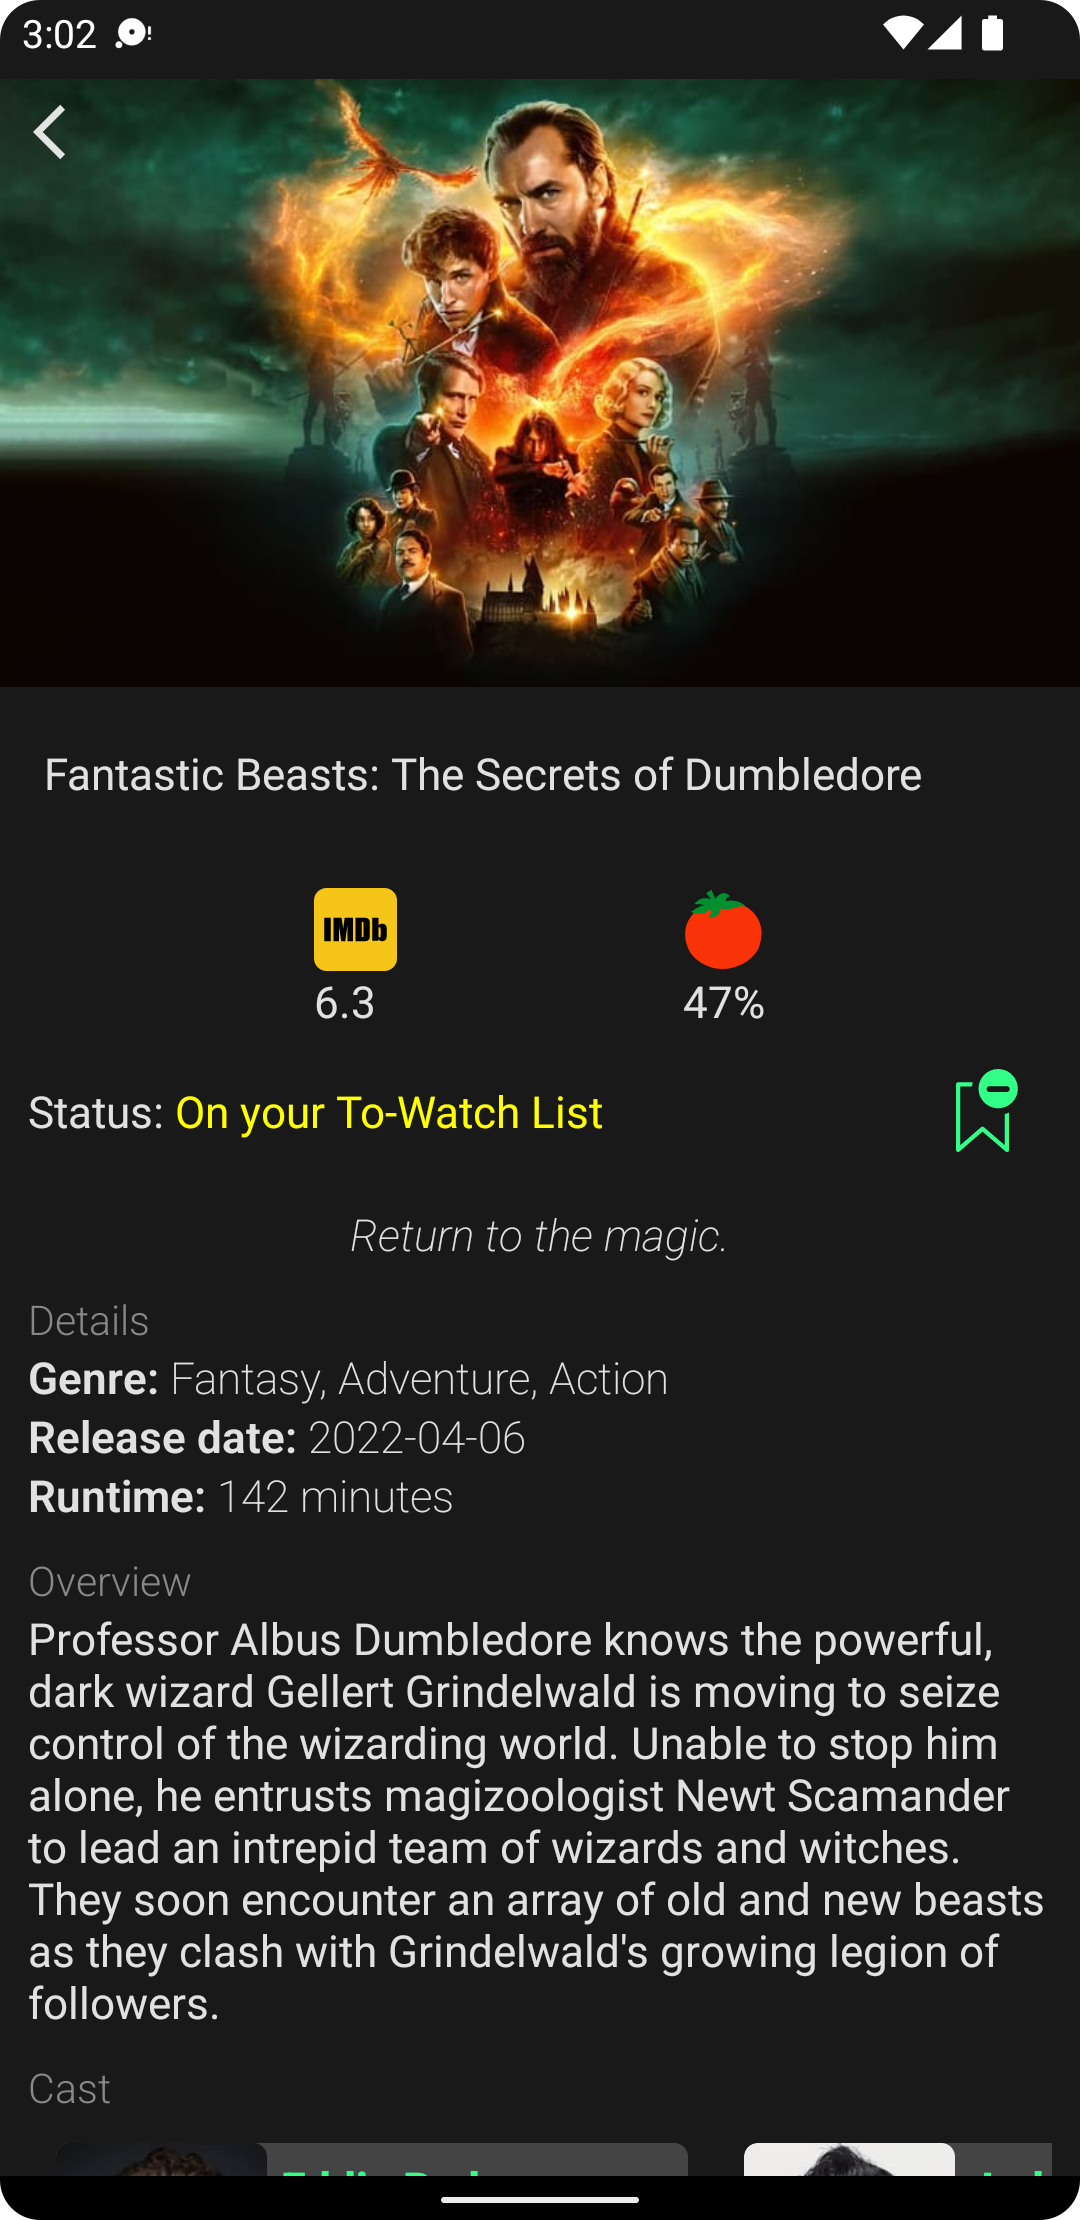 3:02
Fantastic Beasts: The Secrets of Dumbledore
IMDb
6.3
47%
Status: On your To-Watch List
Return to the magic.
Details
Genre: Fantasy, Adventure, Action
Release date: 2022-04-06
Runtime: 142 minutes
Overview
Professor Albus Dumbledore knows the powerful,
dark wizard Gellert Grindelwald is moving to seize
control of the wizarding world. Unable to stop him
alone, he entrusts magizoologist Newt Scamander
to lead an intrepid team of wizards and witches.
They soon encounter an array of old and new beasts
as they clash with Grindelwald's growing legion of
followers.
Cast